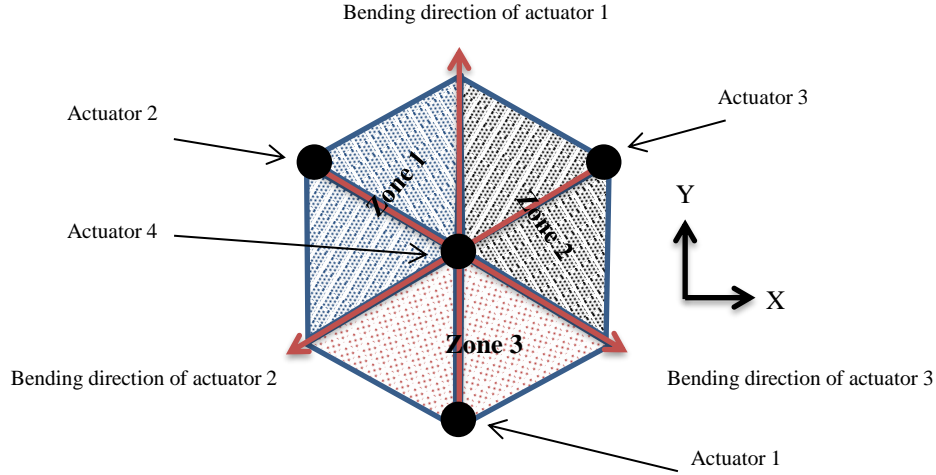 Bending direction of actuator 1
Actuator 2
Actuator 3
Zone 1
Zone 2
Actuator 4
Y
X
Zone 3
Bending direction of actuator 2
Bending direction of actuator 3
Actuator 1